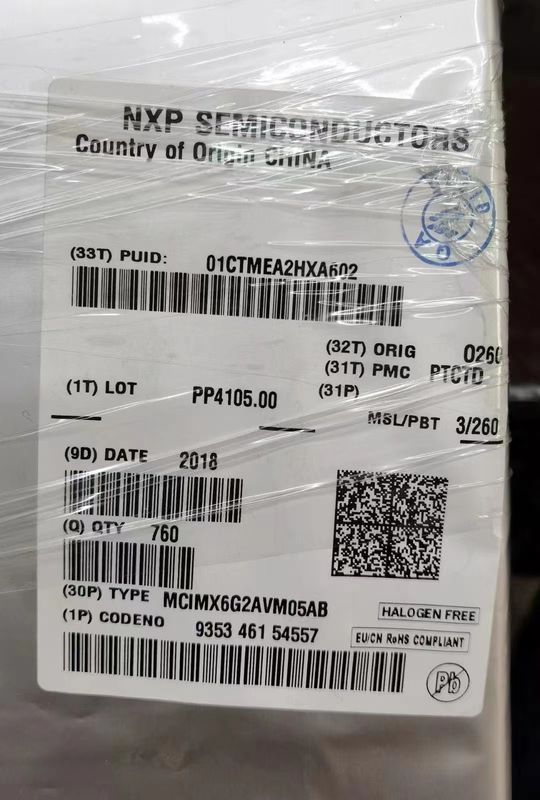 NXP SEMICONDUCTORS
Country of Origin CHINA
(33T) PUID: 01CTMEA2HXA602
(32T) ORIG 0260
(31T) PMC PTCTD
(31P)
(1T) LOT PP4105.00
MSL/PBT 3/260
(9D) DATE 2018
(Q) QTY 760
(30P) TYPE MCIMX6G2AVM05AB
HALOGEN FREE
(1P) CODENO 9353 461 54557
EU/CN RoHS COMPLIANT
Pb